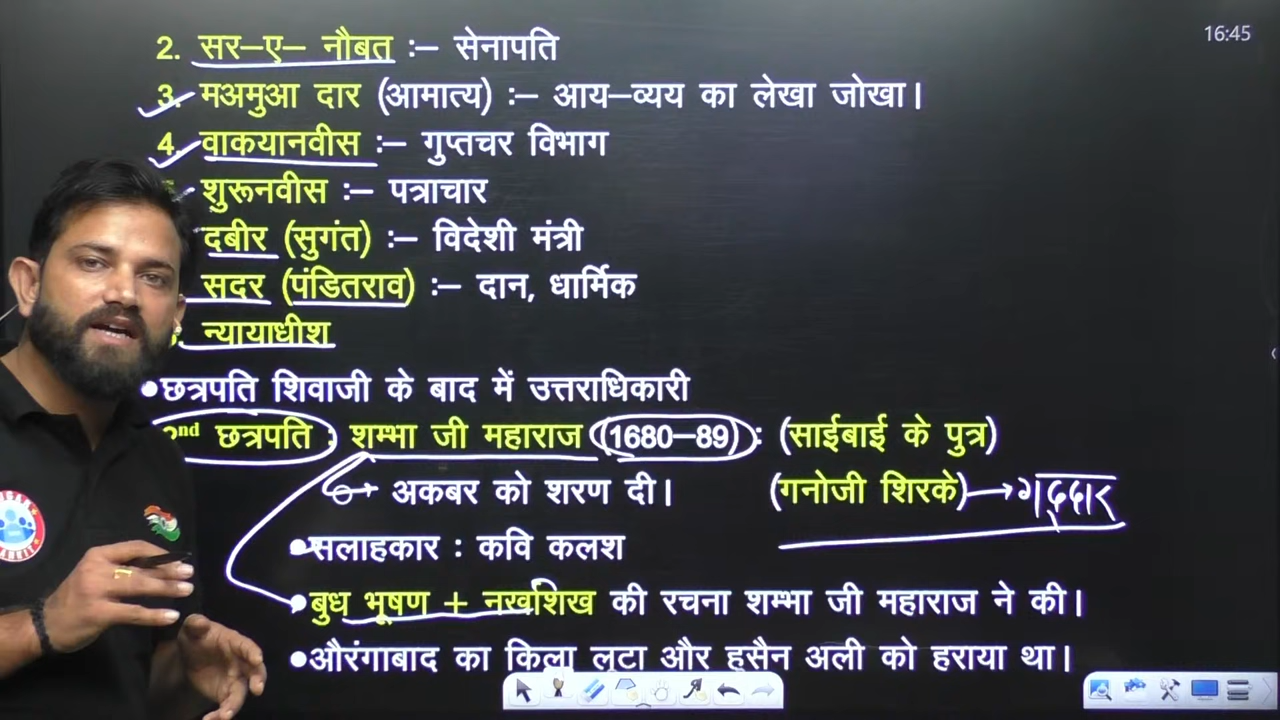 16:45
2. सर–ए– नौबत :– सेनापति
3. मअमुआ दार (आमात्य) :– आय–व्यय का लेखा जोखा।
4. वाकयानवीस :– गुप्तचर विभाग
शुरूनवीस :– पत्राचार
दबीर (सुगंत) :– विदेशी मंत्री
सदर (पंडितराव) :– दान, धार्मिक
न्यायाधीश
•छत्रपति शिवाजी के बाद में उत्तराधिकारी
2nd छत्रपति : शम्भा जी महाराज (1680–89) : (साईबाई के पुत्र)
अकबर को शरण दी। (गनोजी शिरके) → गद्दार
•सलाहकार : कवि कलश
•बुध भूषण + नखशिख की रचना शम्भा जी महाराज ने की।
•औरंगाबाद का किला लूटा और हुसैन अली को हराया था।